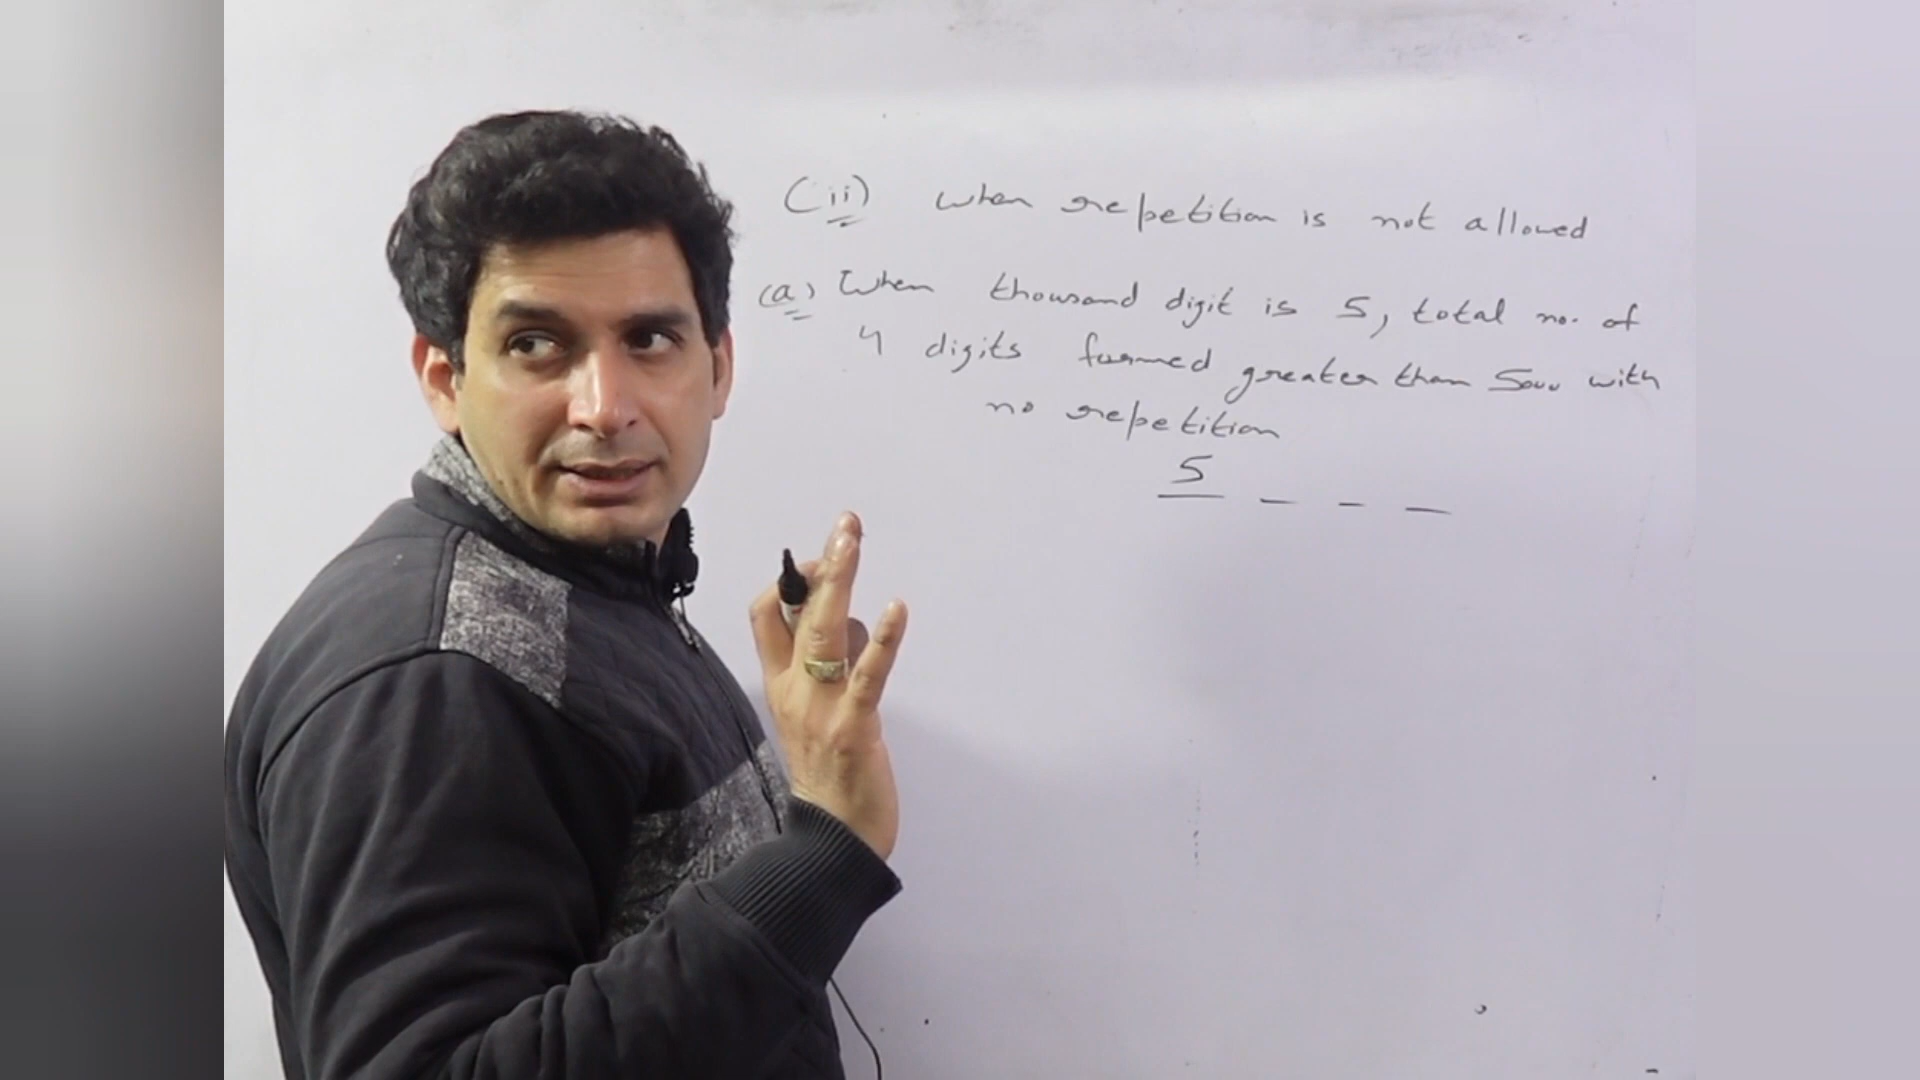 (ii) when repetition is not allowed
(a) When thousand digit is 5, total no. of
4 digits formed greater than 5000 with
no repetition
5 _ _ _